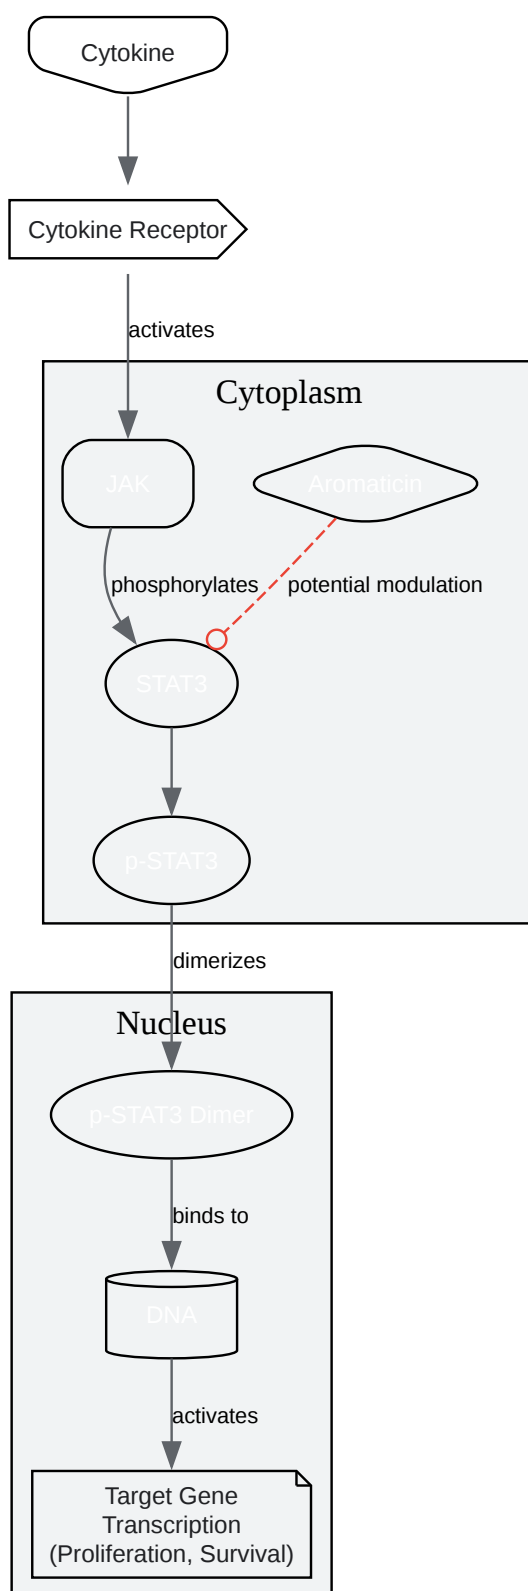 Cytokine
Cytokine Receptor
activates
Cytoplasm
JAK
Aromaticin
phosphorylates
potential modulation
STAT3
p-STAT3
dimerizes
Nucleus
p-STAT3 Dimer
binds to
DNA
activates
Target Gene
Transcription
(Proliferation, Survival)